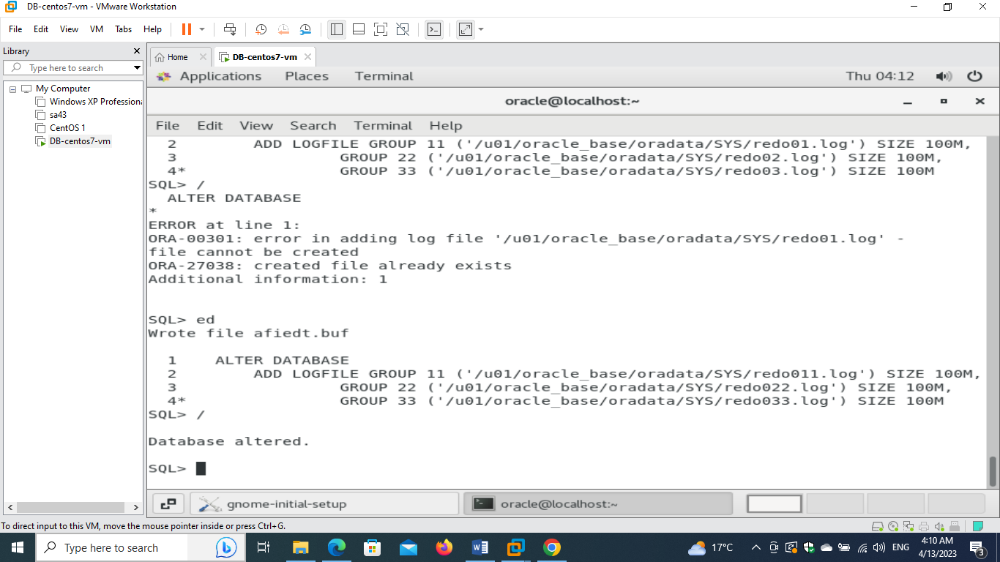 DB-centos7-vm - VMware Workstation
File Edit View VM Tabs Help
Library
Type here to search
My Computer
Windows XP Professiona
sa43
CentOS 1
DB-centos7-vm
Home DB-centos7-vm
Applications Places Terminal Thu 04:12
oracle@localhost:~
File Edit View Search Terminal Help
2 ADD LOGFILE GROUP 11 ('/u01/oracle_base/oradata/SYS/redo01.log') SIZE 100M,
3 GROUP 22 ('/u01/oracle_base/oradata/SYS/redo02.log') SIZE 100M,
4* GROUP 33 ('/u01/oracle_base/oradata/SYS/redo03.log') SIZE 100M
SQL> /
ALTER DATABASE
*
ERROR at line 1:
ORA-00301: error in adding log file '/u01/oracle_base/oradata/SYS/redo01.log' -
file cannot be created
ORA-27038: created file already exists
Additional information: 1
SQL> ed
Wrote file afiedt.buf
1 ALTER DATABASE
2 ADD LOGFILE GROUP 11 ('/u01/oracle_base/oradata/SYS/redo011.log') SIZE 100M,
3 GROUP 22 ('/u01/oracle_base/oradata/SYS/redo022.log') SIZE 100M,
4* GROUP 33 ('/u01/oracle_base/oradata/SYS/redo033.log') SIZE 100M
SQL> /
Database altered.
SQL>
gnome-initial-setup oracle@localhost:~
To direct input to this VM, move the mouse pointer inside or press Ctrl+G.
Type here to search 17°C ENG 4:10 AM
4/13/2023 3